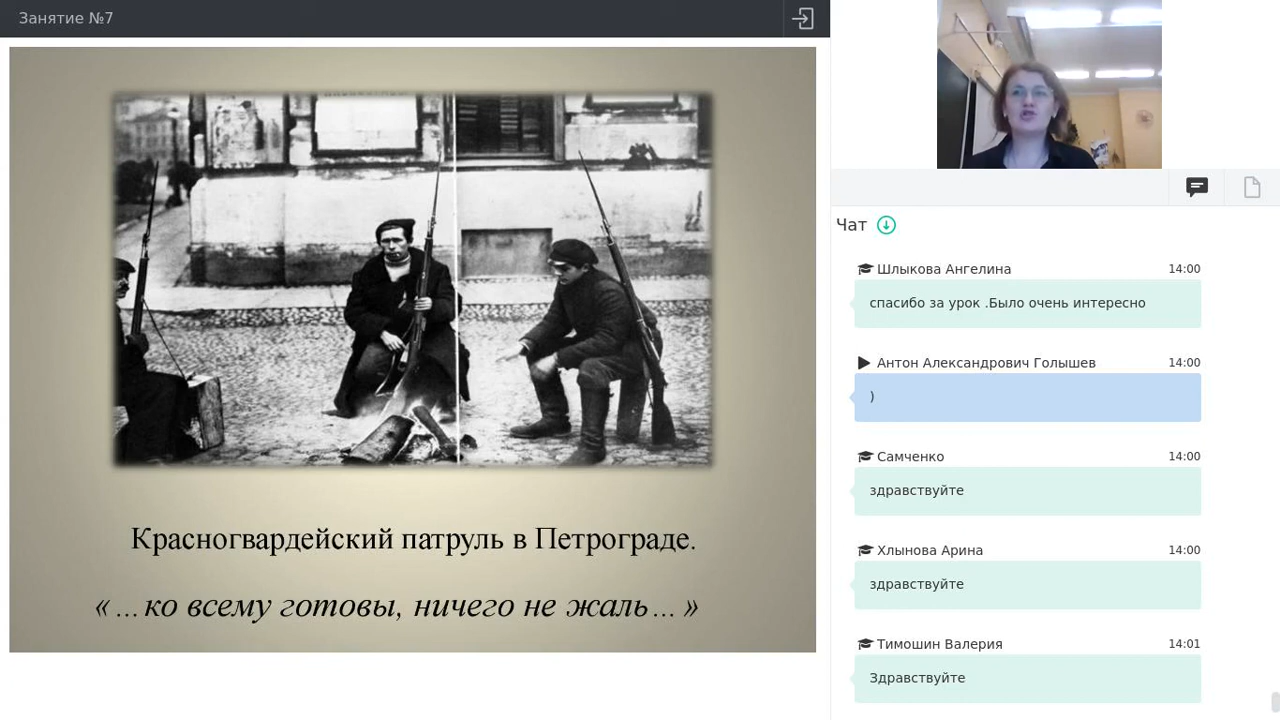 Занятие №7
Красногвардейский патруль в Петрограде.
«…ко всему готовы, ничего не жаль…»
Чат
Шлыкова Ангелина 14:00
спасибо за урок .Было очень интересно
Антон Александрович Голышев 14:00
)
Самченко 14:00
здравствуйте
Хлынова Арина 14:00
здравствуйте
Тимошин Валерия 14:01
Здравствуйте